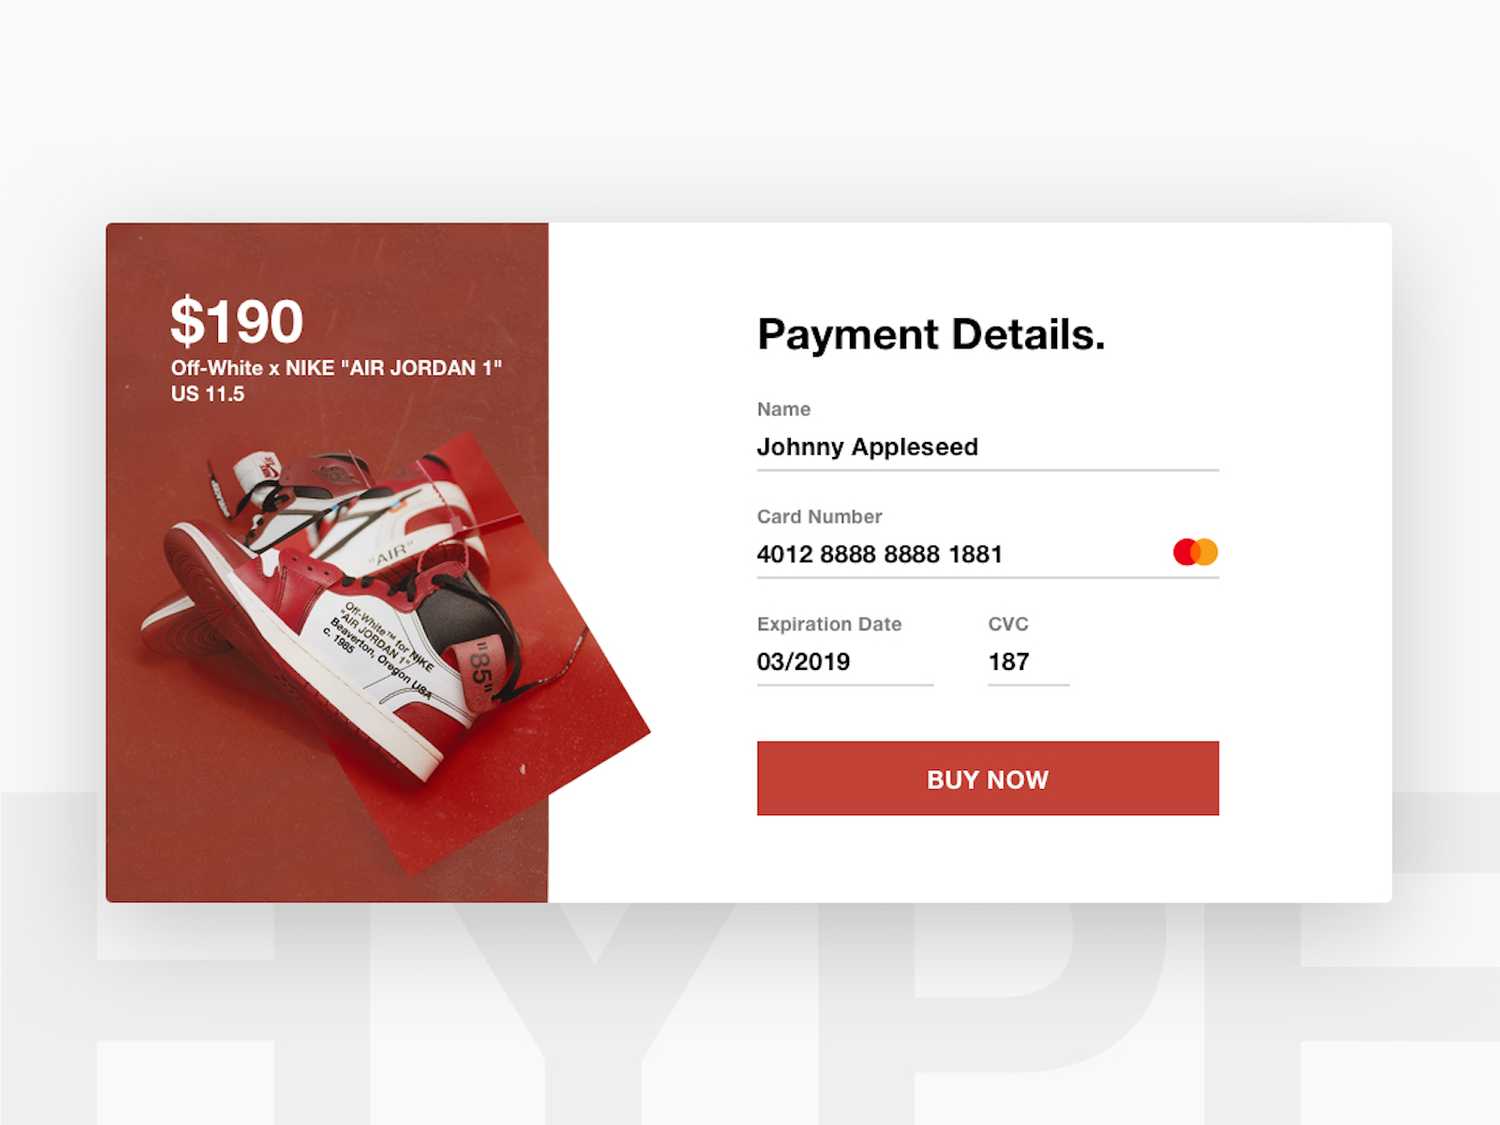 $190
Off-White x NIKE "AIR JORDAN 1"
US 11.5
"AIR"
Off-White™ for NIKE
"AIR JORDAN 1"
Beaverton, Oregon USA
c. 1985
"85"
Payment Details.
Name
Johnny Appleseed
Card Number
4012 8888 8888 1881
Expiration Date
CVC
03/2019
187
BUY NOW
HYPE